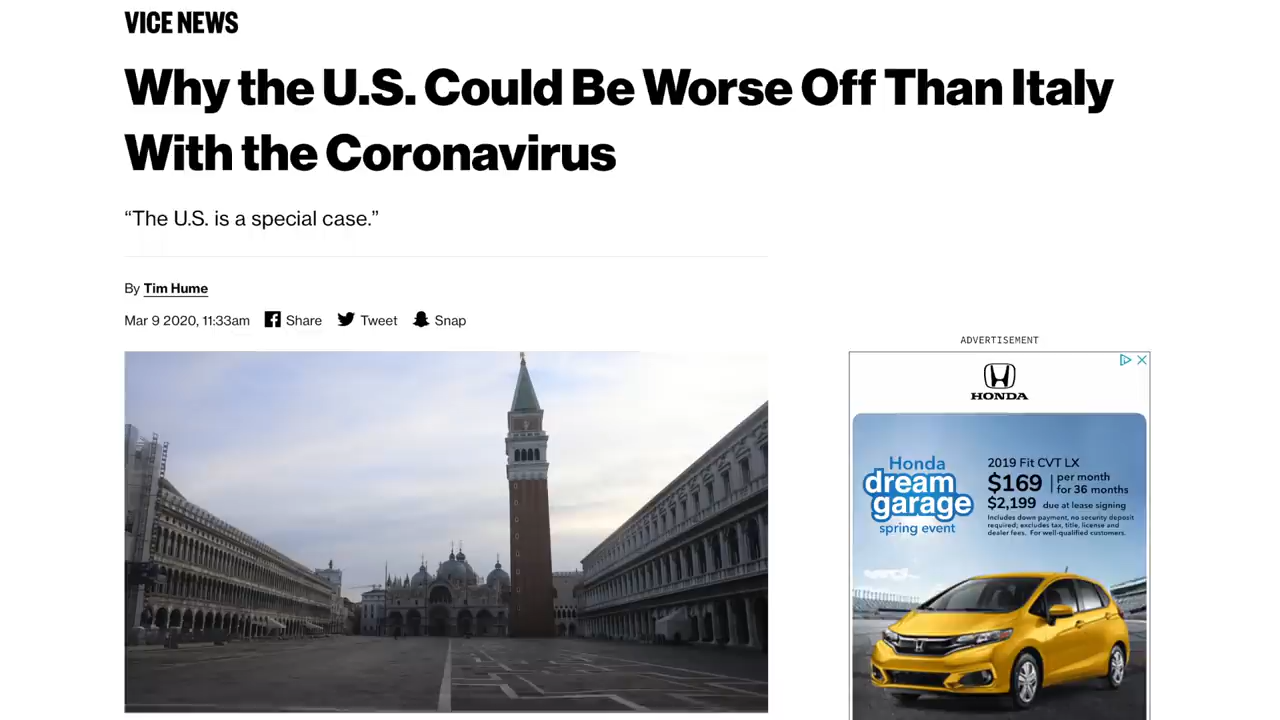 VICE NEWS
Why the U.S. Could Be Worse Off Than Italy
With the Coronavirus
“The U.S. is a special case.”
By Tim Hume
Mar 9 2020, 11:33am Share Tweet Snap
ADVERTISEMENT
HONDA
Honda
dream
garage
spring event
2019 Fit CVT LX
$169 per month
for 36 months
$2,199 due at lease signing
Includes down payment, no security deposit
required; excludes tax, title, license and
dealer fees. For well-qualified customers.